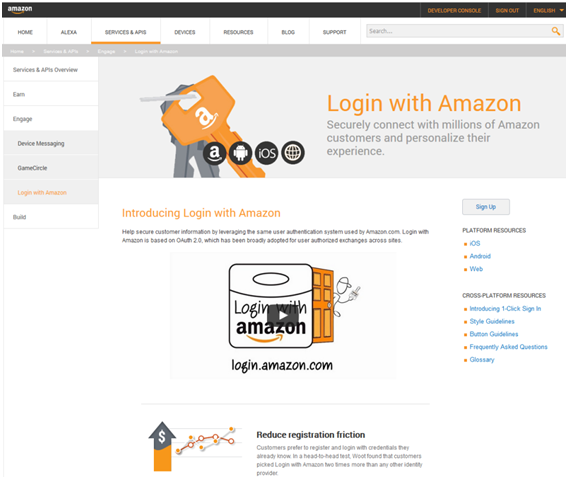 amazon
DEVELOPER CONSOLE SIGN OUT ENGLISH
HOME ALEXA SERVICES & APIS DEVICES RESOURCES BLOG SUPPORT Search...
Home > Services & APIs > Engage > Login with Amazon
Services & APIs Overview
Earn
Engage
Device Messaging
GameCircle
Login with Amazon
Build
a
iOS
Login with Amazon
Securely connect with millions of Amazon
customers and personalize their
experience.
Introducing Login with Amazon
Help secure customer information by leveraging the same user authentication system used by Amazon.com. Login with
Amazon is based on OAuth 2.0, which has been broadly adopted for user authorized exchanges across sites.
Login with
amazon
login.amazon.com
Sign Up
PLATFORM RESOURCES
iOS
Android
Web
CROSS-PLATFORM RESOURCES
Introducing 1-Click Sign In
Style Guidelines
Button Guidelines
Frequently Asked Questions
Glossary
$
Reduce registration friction
Customers prefer to register and login with credentials they
already know. In a head-to-head test, Woot found that customers
picked Login with Amazon two times more than any other identity
provider.